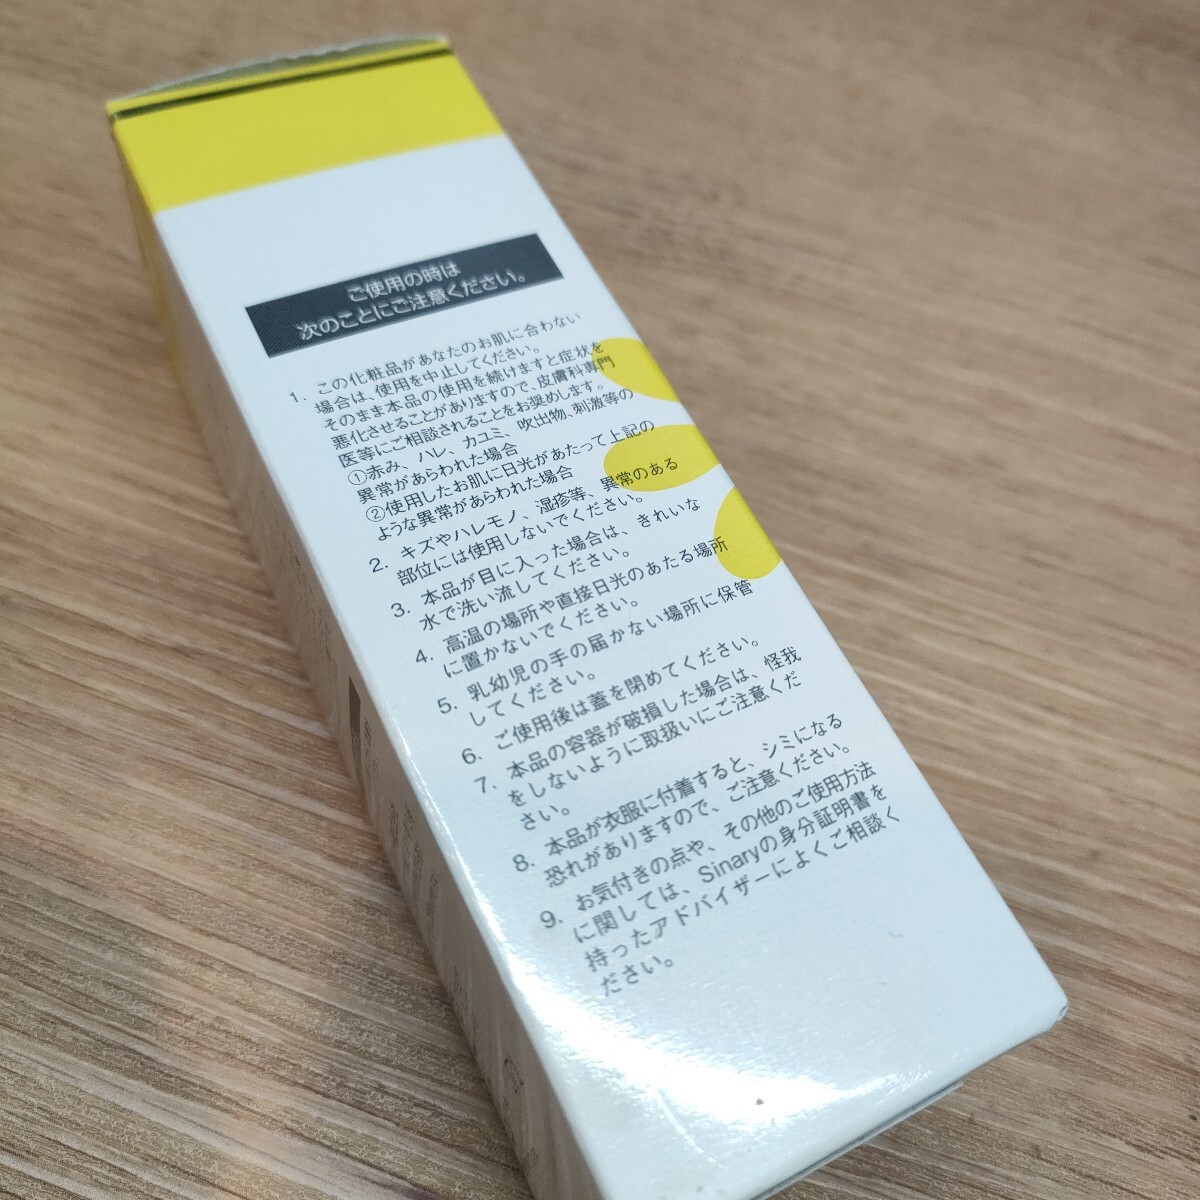 ご使用の時は
次のことにご注意ください。
1. この化粧品があなたのお肌に合わない
場合は、使用を中止してください。
そのまま本品の使用を続けますと症状を
悪化させることがありますので、皮膚科専門
医等にご相談されることをお奨めします。
①赤み、ハレ、カユミ、吹出物、刺激等の
異常があらわれた場合
②使用したお肌に日光があたって上記の
ような異常があらわれた場合
2. キズやハレモノ、湿疹等、異常のある
部位には使用しないでください。
3. 本品が目に入った場合は、きれいな
水で洗い流してください。
4. 高温の場所や直接日光のあたる場所
に置かないでください。
5. 乳幼児の手の届かない場所に保管
してください。
6. ご使用後は蓋を閉めてください。
7. 本品の容器が破損した場合は、怪我
をしないように取扱いにご注意くだ
さい。
8. 本品が衣服に付着すると、シミになる
恐れがありますので、ご注意ください。
9. お気付きの点や、その他のご使用方法
に関しては、Sinaryの身分証明書を
持ったアドバイザーによくご相談く
ださい。